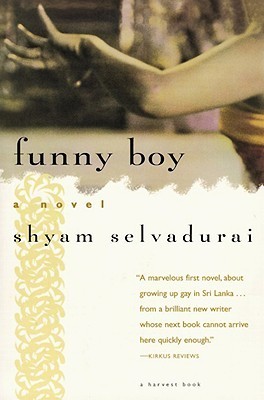 funny boy
a novel
shyam selvadurai
“A marvelous first novel, about
growing up gay in Sri Lanka . . .
from a brilliant new writer
whose next book cannot arrive
here quickly enough.”
—KIRKUS REVIEWS
a harvest book